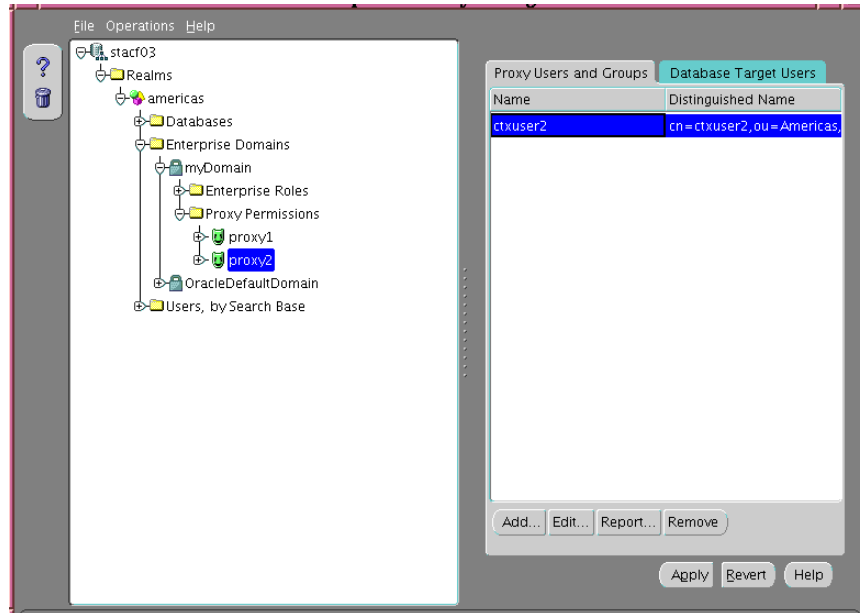 File Operations Help
stacf03
Realms
americas
Databases
Enterprise Domains
myDomain
Enterprise Roles
Proxy Permissions
proxy1
proxy2
OracleDefaultDomain
Users, by Search Base
?
Proxy Users and Groups Database Target Users
Name Distinguished Name
ctxuser2 cn=ctxuser2,ou=Americas,
Add... Edit... Report... Remove
Apply Revert Help